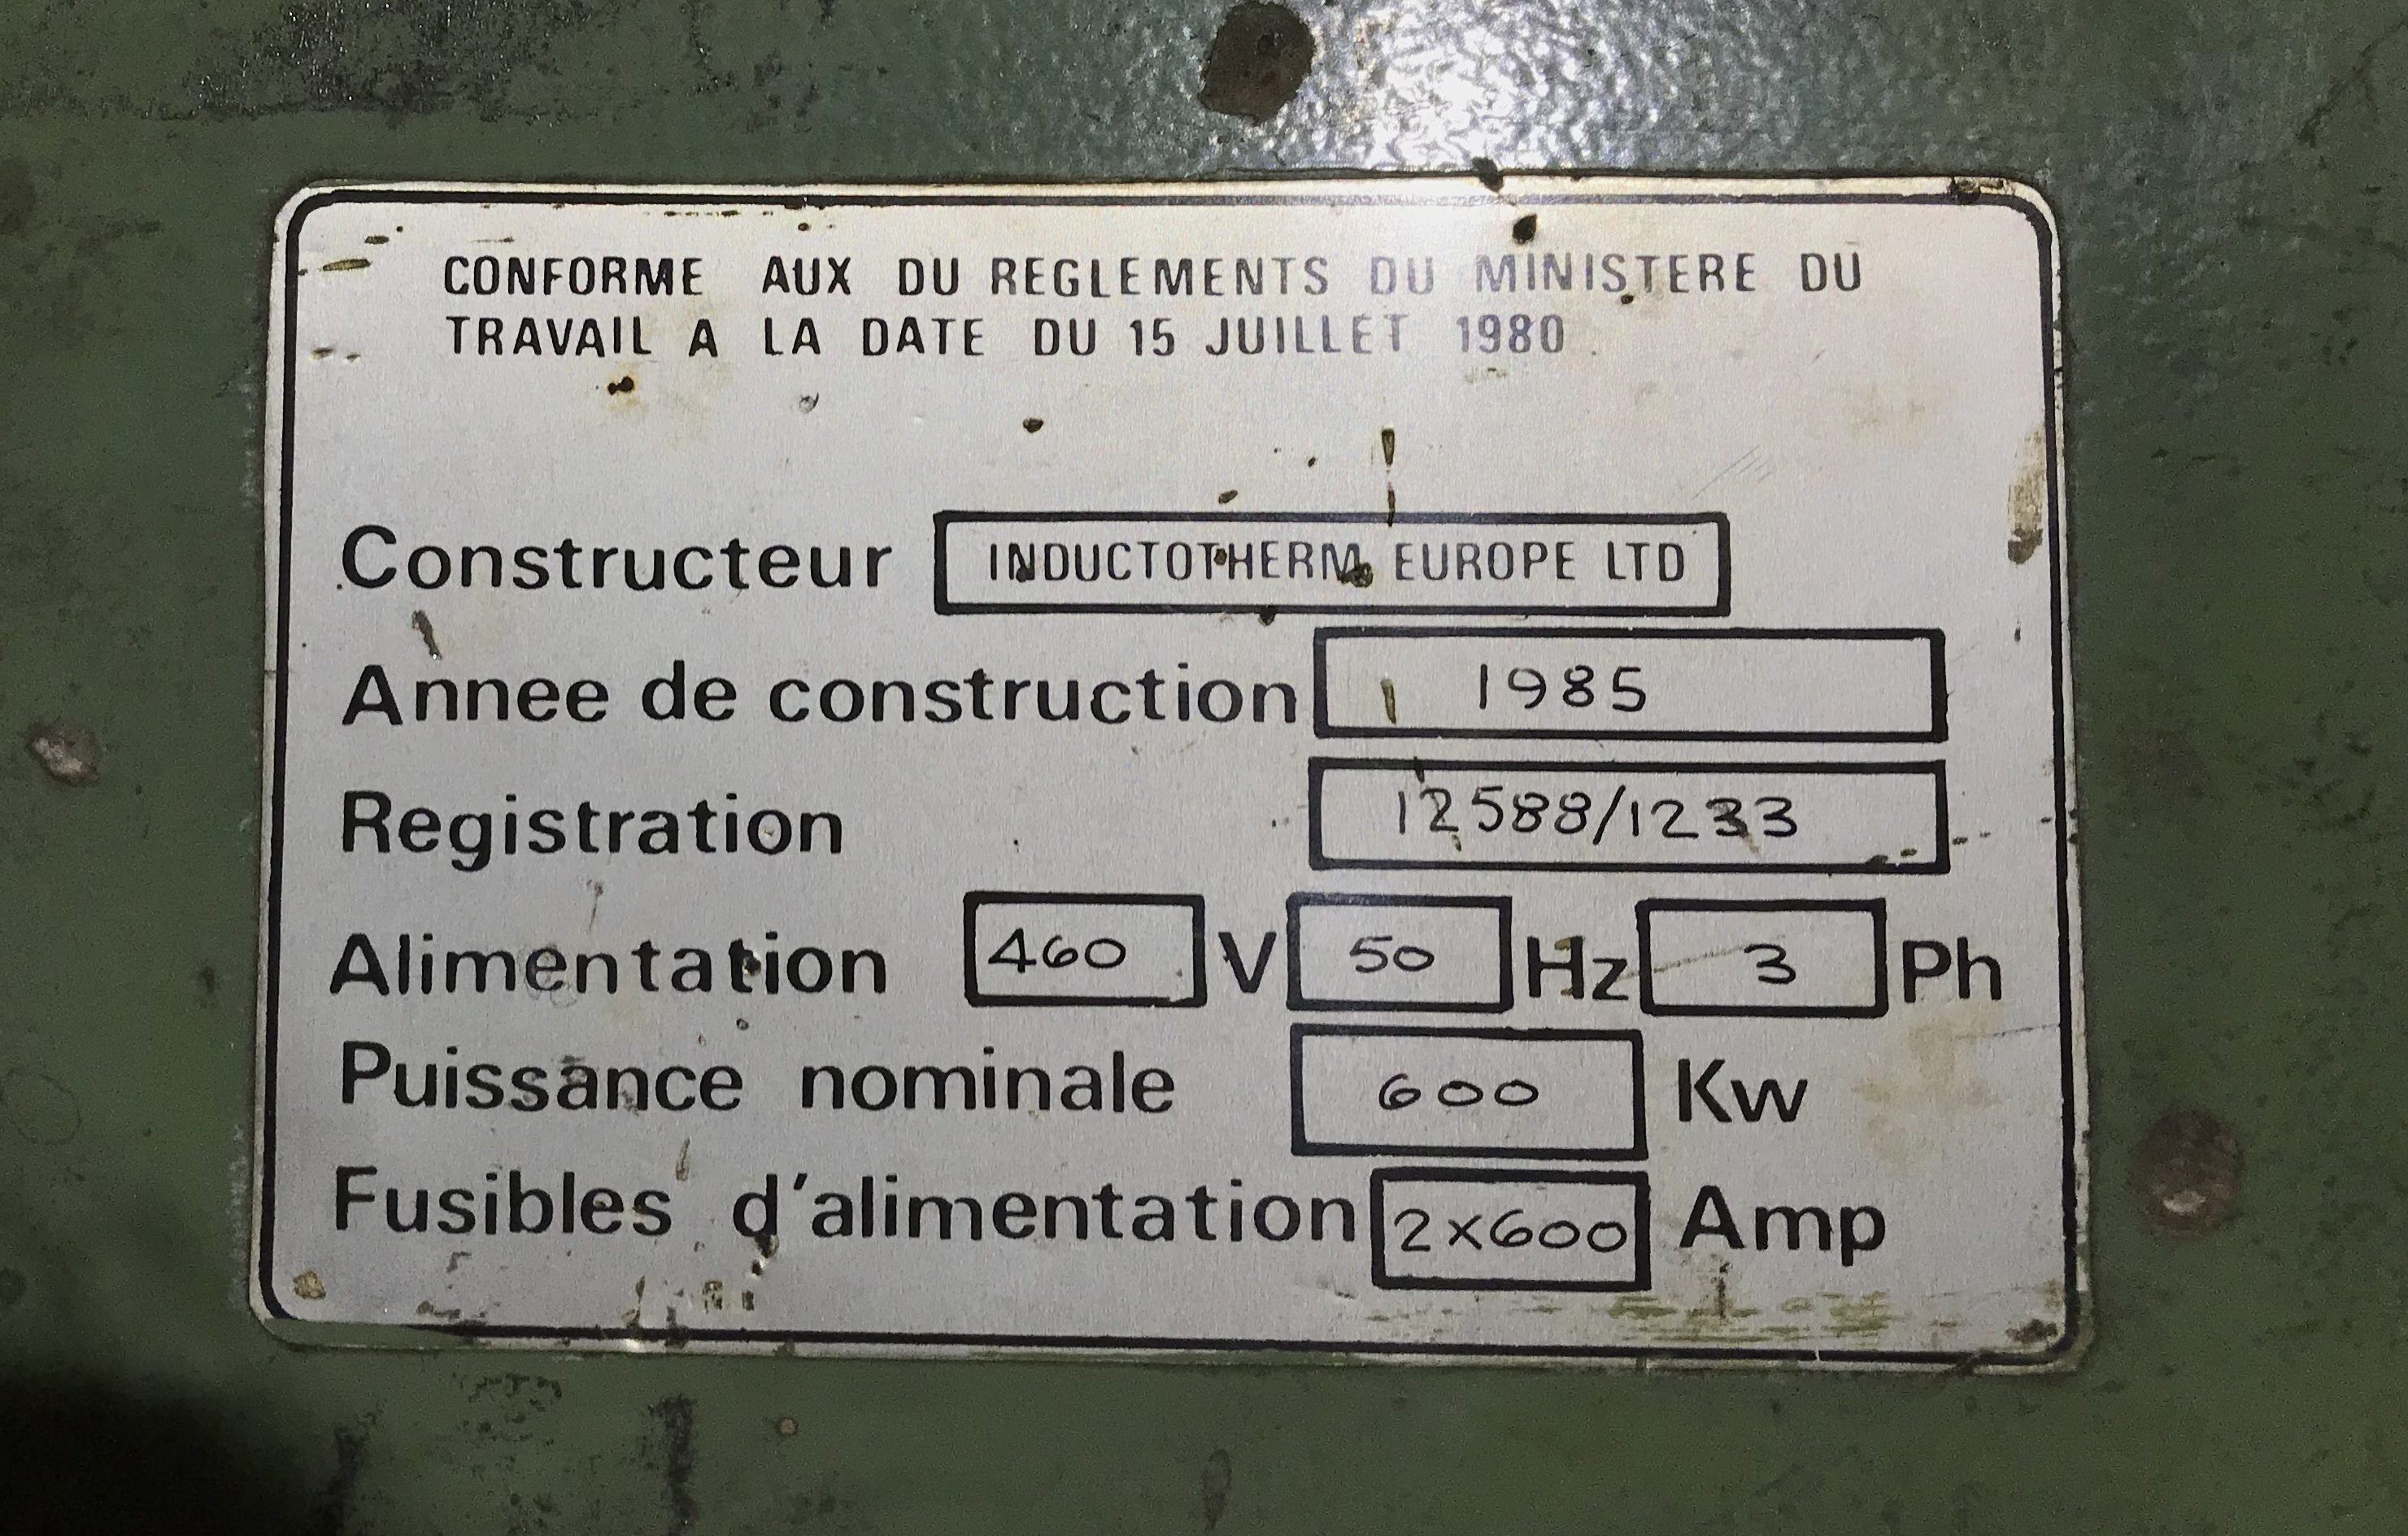 CONFORME AUX DU REGLEMENTS DU MINISTERE DU
TRAVAIL A LA DATE DU 15 JUILLET 1980
Constructeur INDUCTOTHERM EUROPE LTD
Annee de construction 1985
Registration 12588/1233
Alimentation 460 V 50 Hz 3 Ph
Puissance nominale 600 Kw
Fusibles d'alimentation 2x600 Amp